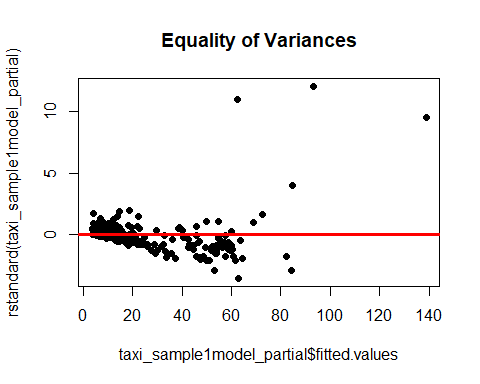 Equality of Variances
rstandard(taxi_sample1model_partial)
10
5
0
0 20 40 60 80 100 120 140
taxi_sample1model_partial$fitted.values